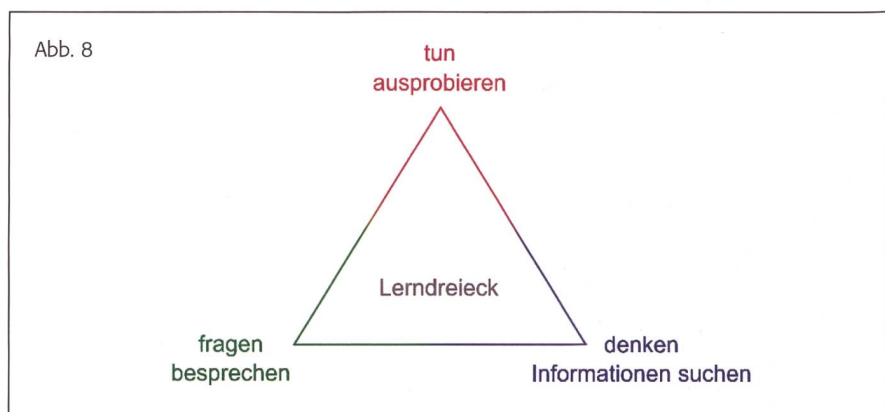 Abb. 8
tun
ausprobieren
Lerndreieck
fragen
besprechen
denken
Informationen suchen